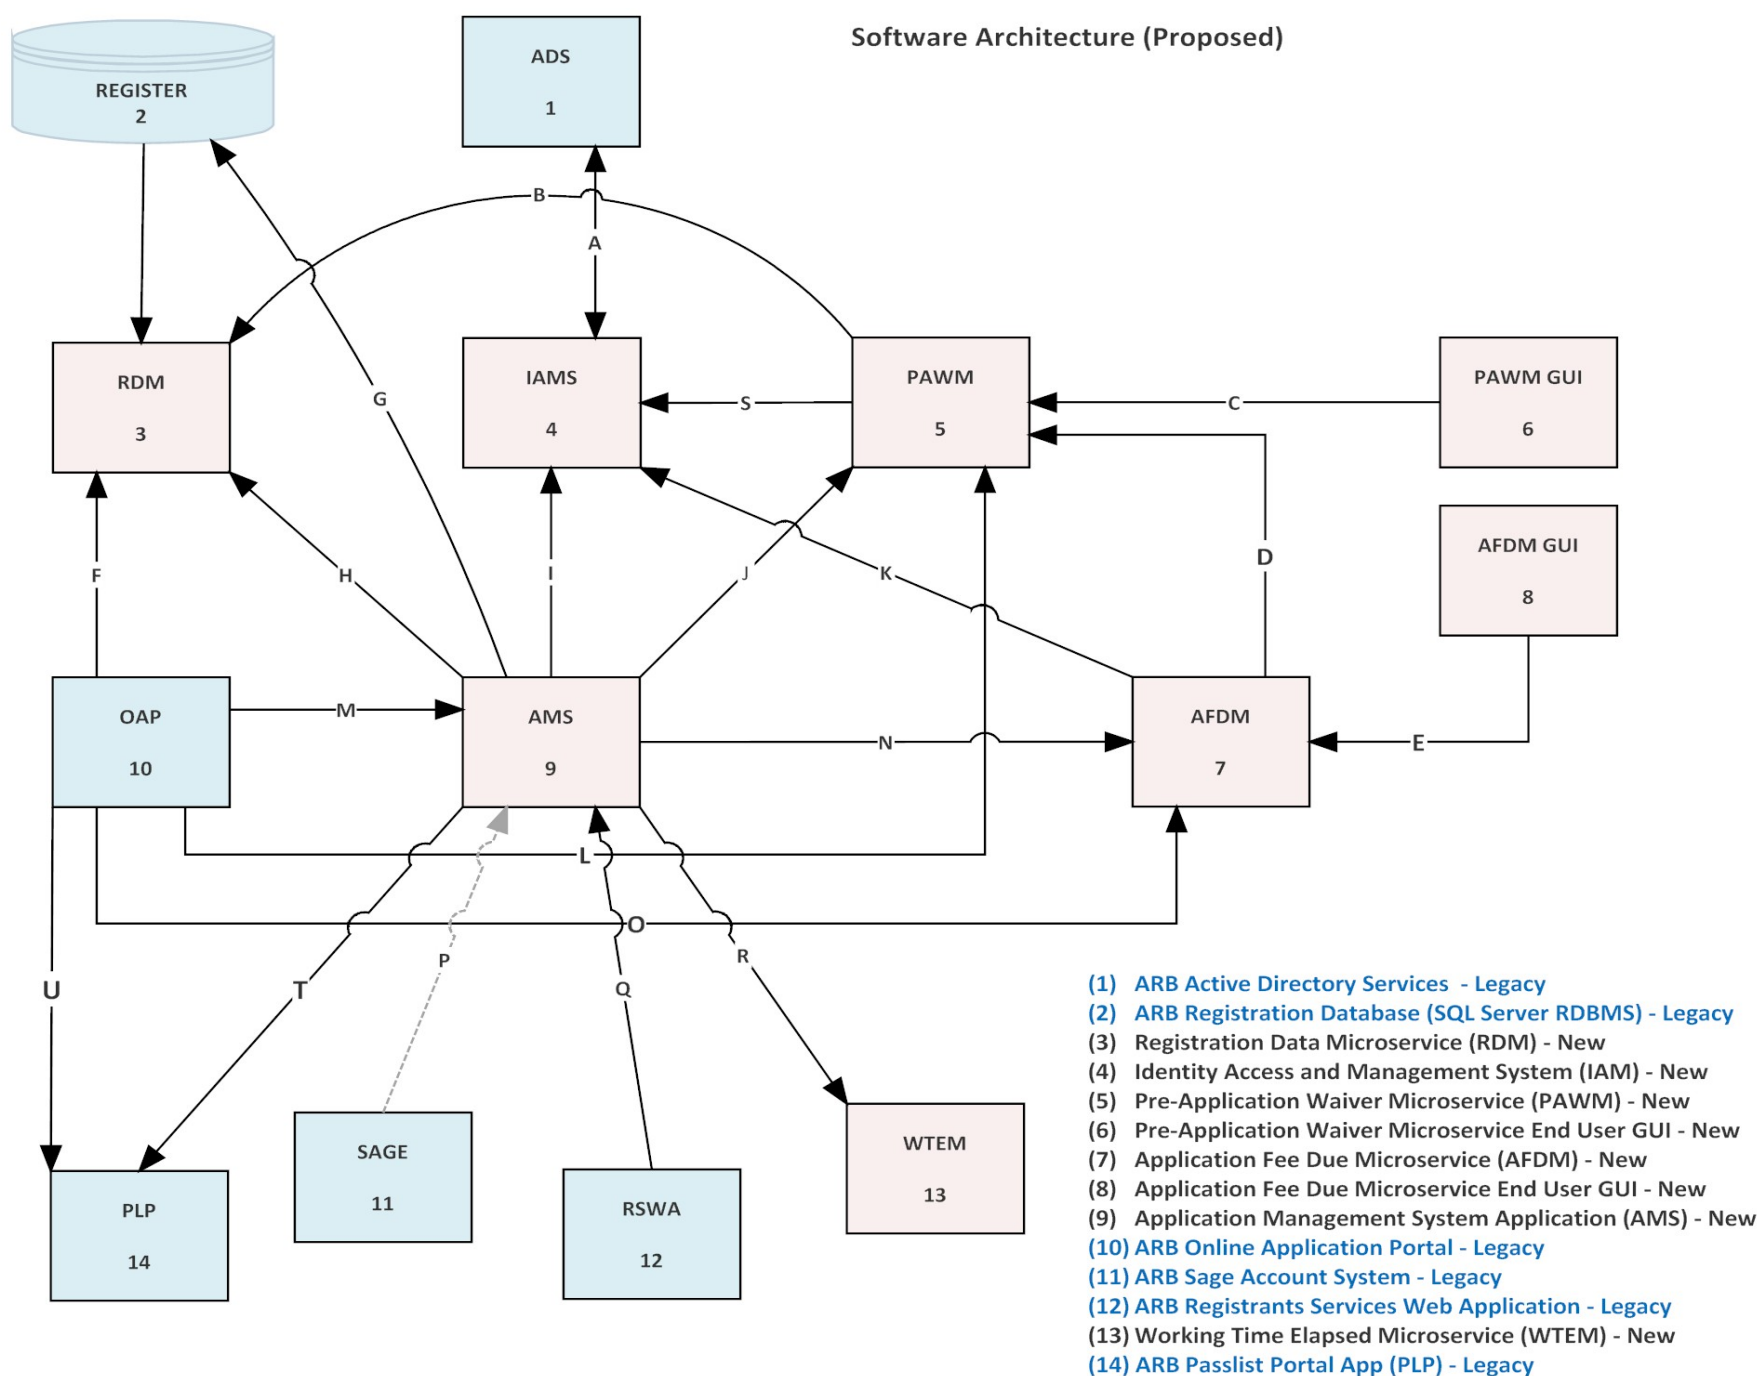 Software Architecture (Proposed)
REGISTER
2
ADS
1
B
A
RDM
3
G
IAMS
4
S
PAWM
5
C
PAWM GUI
6
F
H
I
J
K
D
AFDM GUI
8
OAP
10
M
AMS
9
N
AFDM
7
E
L
O
U
T
P
Q
R
PLP
14
SAGE
11
RSWA
12
WTEM
13
(1) ARB Active Directory Services - Legacy
(2) ARB Registration Database (SQL Server RDBMS) - Legacy
(3) Registration Data Microservice (RDM) - New
(4) Identity Access and Management System (IAM) - New
(5) Pre-Application Waiver Microservice (PAWM) - New
(6) Pre-Application Waiver Microservice End User GUI - New
(7) Application Fee Due Microservice (AFDM) - New
(8) Application Fee Due Microservice End User GUI - New
(9) Application Management System Application (AMS) - New
(10) ARB Online Application Portal - Legacy
(11) ARB Sage Account System - Legacy
(12) ARB Registrants Services Web Application - Legacy
(13) Working Time Elapsed Microservice (WTEM) - New
(14) ARB Passlist Portal App (PLP) - Legacy